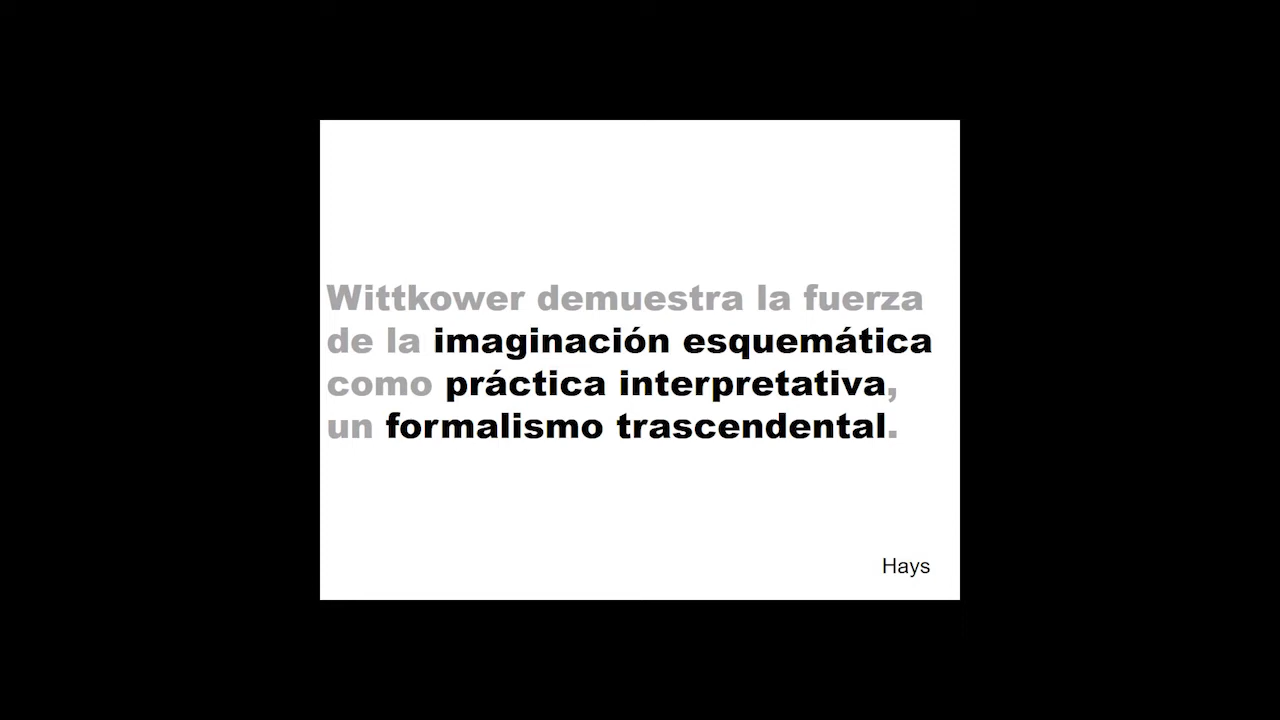 Wittkower demuestra la fuerza
de la imaginación esquemática
como práctica interpretativa,
un formalismo trascendental.
Hays